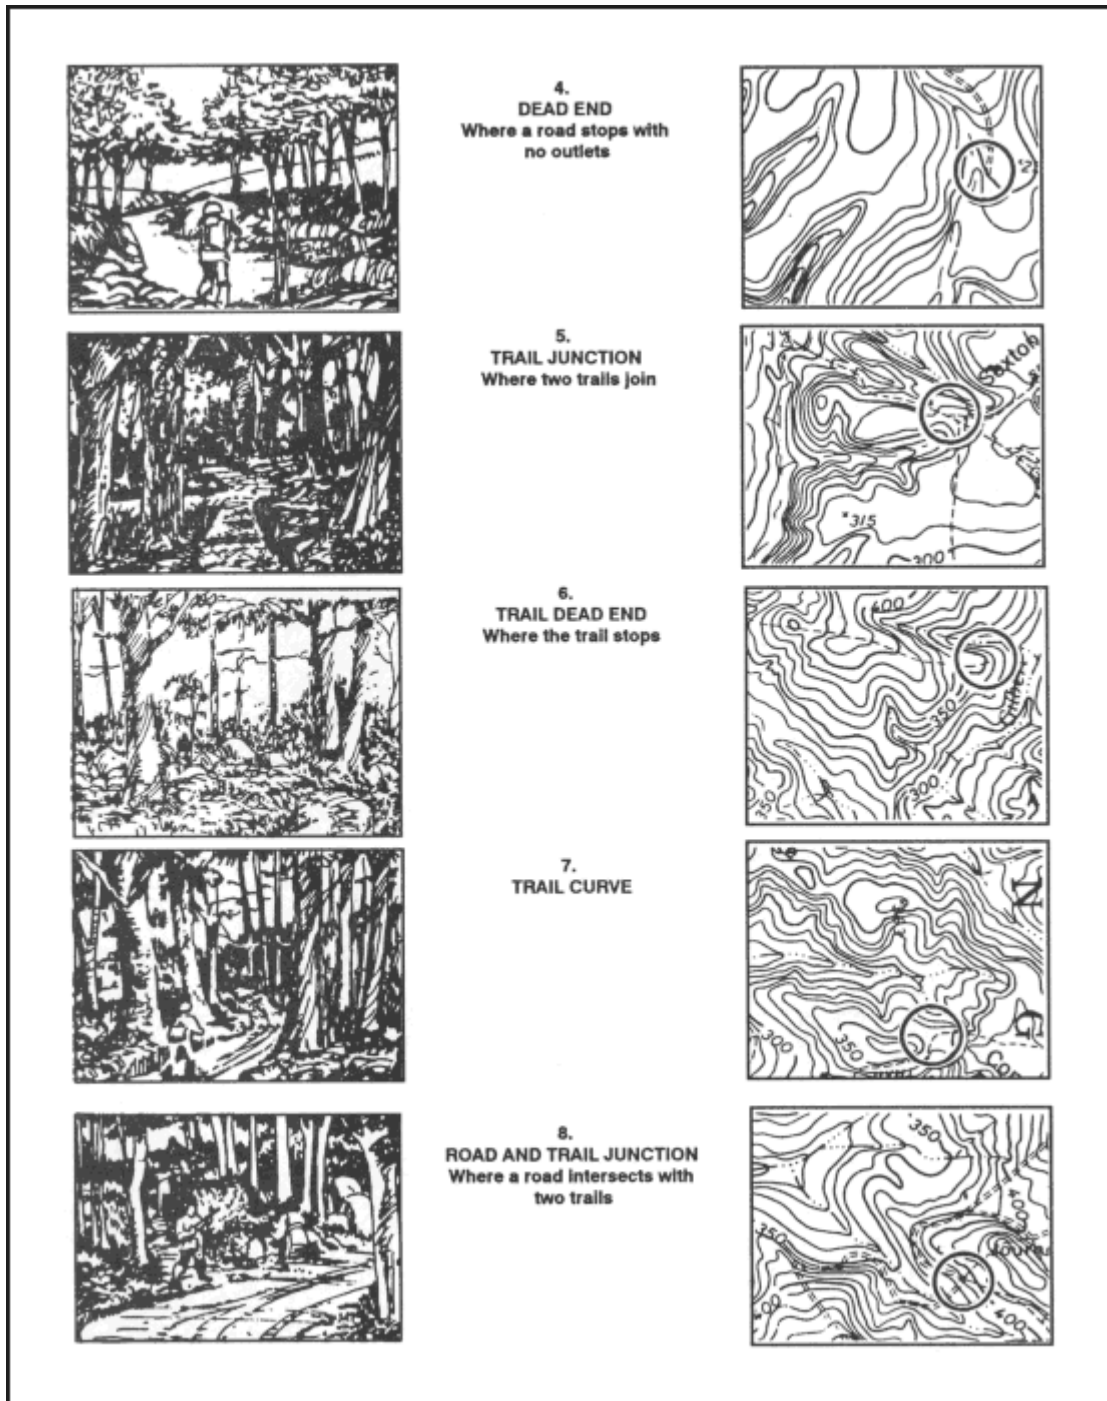 4.
DEAD END
Where a road stops with
no outlets
5.
TRAIL JUNCTION
Where two trails join
Saxton
*315
300
6.
TRAIL DEAD END
Where the trail stops
400
350
300
350
7.
TRAIL CURVE
N
300
350
8.
ROAD AND TRAIL JUNCTION
Where a road intersects with
two trails
350
400
350
400
400